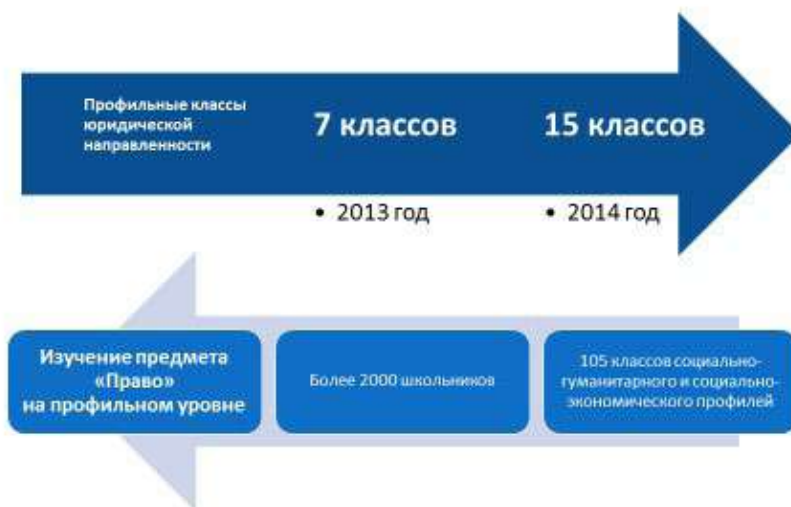 Профильные классы
юридической
направленности
7 классов
15 классов
• 2013 год
• 2014 год
Изучение предмета
«Право»
на профильном уровне
Более 2000 школьников
105 классов социально-
гуманитарного и социально-
экономического профилей